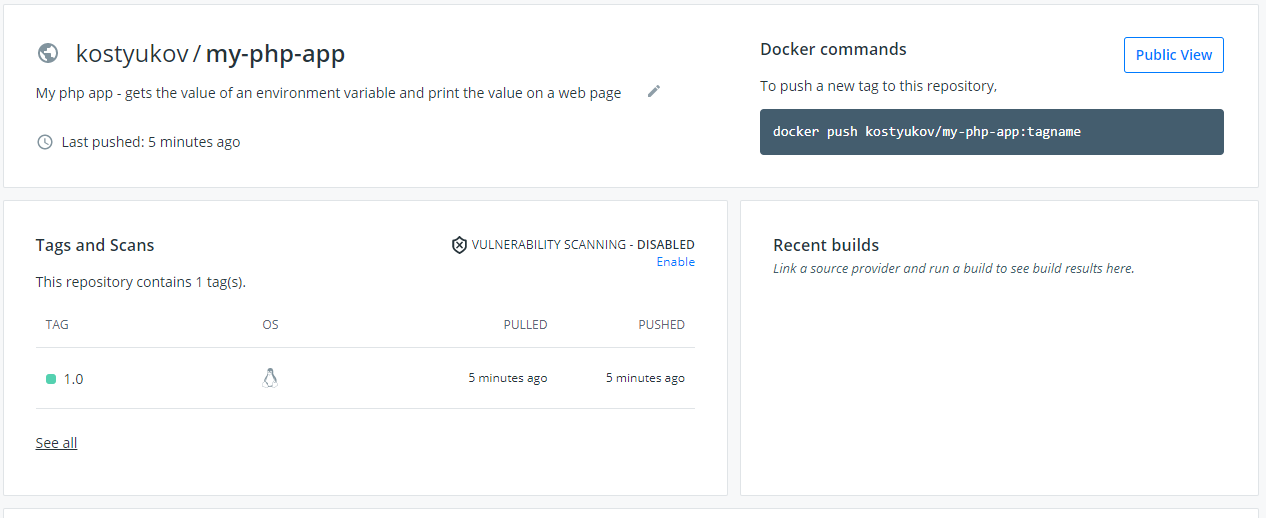 kostyukov / my-php-app
My php app - gets the value of an environment variable and print the value on a web page
Last pushed: 5 minutes ago
Docker commands
Public View
To push a new tag to this repository,
docker push kostyukov/my-php-app:tagname
Tags and Scans
VULNERABILITY SCANNING - DISABLED
Enable
This repository contains 1 tag(s).
TAG OS PULLED PUSHED
1.0 5 minutes ago 5 minutes ago
See all
Recent builds
Link a source provider and run a build to see build results here.